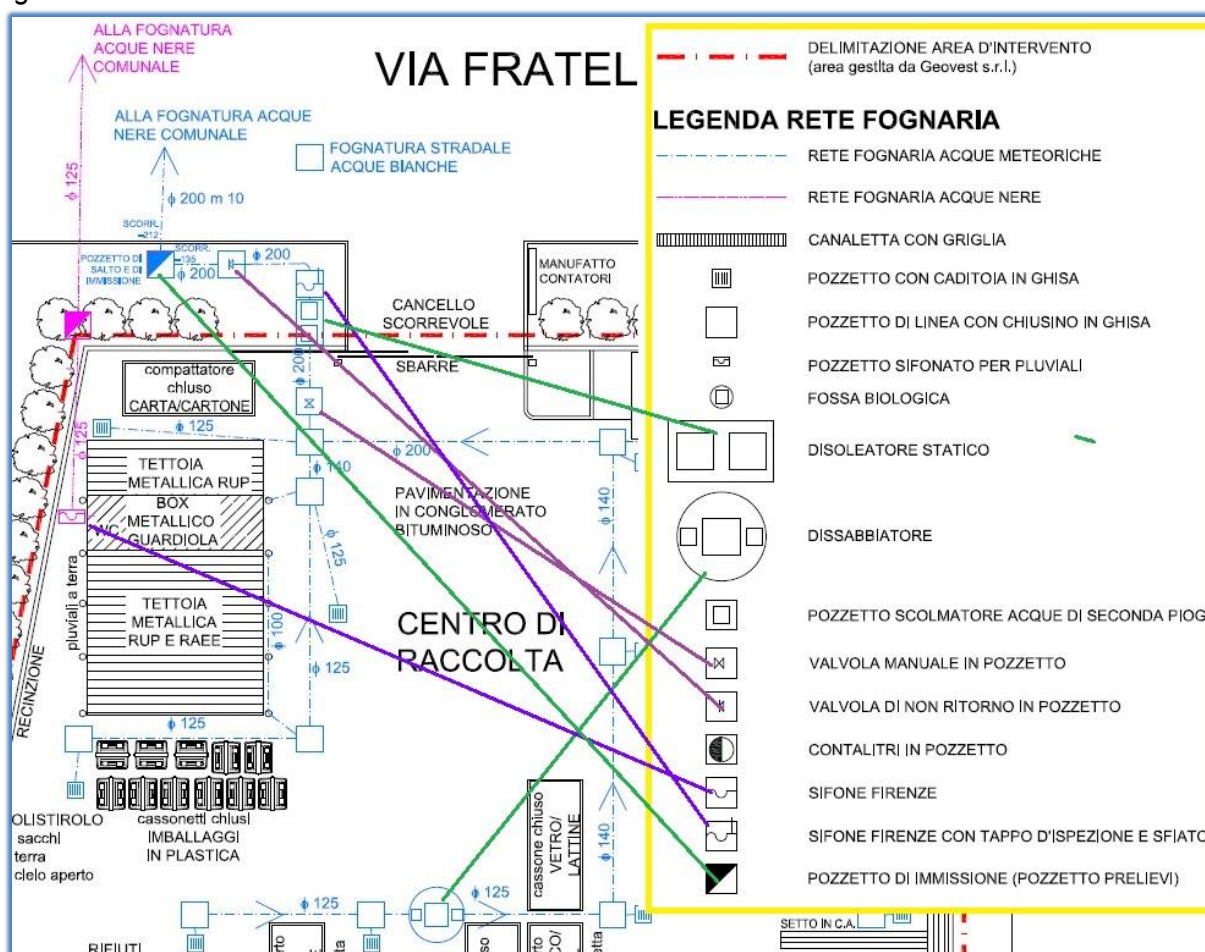 ALLA FOGNATURA
ACQUE NERE
COMUNALE
VIA FRATEL
ALLA FOGNATURA ACQUE
NERE COMUNALE
FOGNATURA STRADALE
ACQUE BIANCHE
ϕ 125
ϕ 200 m 10
SCORR.
-212
POZZETTO DI
SALTO E DI
IMMISSIONE
SCORR.
-135
ϕ 200
ϕ 200
MANUFATTO
CONTATORI
CANCELLO
SCORREVOLE
SBARRE
ϕ 200
compattatore
chiuso
CARTA/CARTONE
ϕ 125
ϕ 125
ϕ 200
ϕ 140
TETTOIA
METALLICA RUP
BOX
METALLICO
GUARDIOLA
WC
PAVIMENTAZIONE
IN CONGLOMERATO
BITUMINOSO
ϕ 140
ϕ 125
pluviali a terra
TETTOIA
METALLICA
RUP E RAEE
ϕ 100
CENTRO DI
RACCOLTA
ϕ 125
RECINZIONE
ϕ 125
OLISTIROLO
sacchi
terra
cielo aperto
cassonetti chiusi
IMBALLAGGI
IN PLASTICA
cassone chiuso
VETRO/
LATTINE
ϕ 140
ϕ 125
ϕ 125
RIFIUTI
SETTO IN C.A.
DELIMITAZIONE AREA D'INTERVENTO
(area gestita da Geovest s.r.l.)
LEGENDA RETE FOGNARIA
RETE FOGNARIA ACQUE METEORICHE
RETE FOGNARIA ACQUE NERE
CANALETTA CON GRIGLIA
POZZETTO CON CADITOIA IN GHISA
POZZETTO DI LINEA CON CHIUSINO IN GHISA
POZZETTO SIFONATO PER PLUVIALI
FOSSA BIOLOGICA
DISOLEATORE STATICO
DISSABBIATORE
POZZETTO SCOLMATORE ACQUE DI SECONDA PIOG
VALVOLA MANUALE IN POZZETTO
VALVOLA DI NON RITORNO IN POZZETTO
CONTALITRI IN POZZETTO
SIFONE FIRENZE
SIFONE FIRENZE CON TAPPO D'ISPEZIONE E SFIATO
POZZETTO DI IMMISSIONE (POZZETTO PRELIEVI)